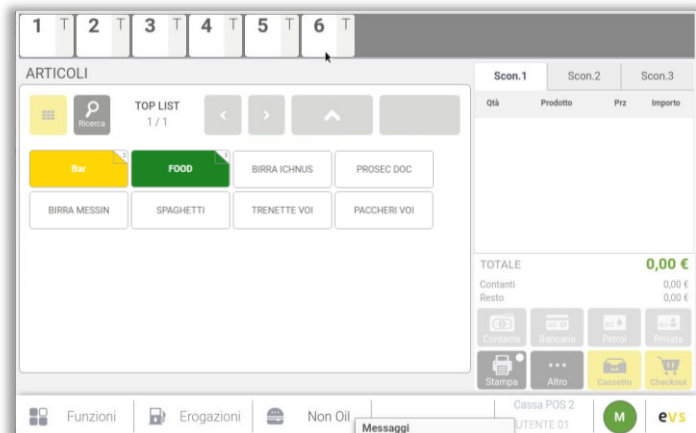 1 T 2 T 3 T 4 T 5 T 6 T
ARTICOLI
Scon.1 Scon.2 Scon.3
Ricerca
TOP LIST
1 / 1
Qtà Prodotto Prz Importo
Bar 2
FOOD 3
BIRRA ICHNUS
PROSEC DOC
BIRRA MESSIN
SPAGHETTI
TRENETTE VOI
PACCHERI VOI
TOTALE 0,00 €
Contanti 0,00 €
Resto 0,00 €
Contante Bancaria Petrol Privata
Stampa Altro Cassetto Checkout
Funzioni Erogazioni Non Oil
Messaggi
Cassa POS 2
UTENTE 01
M
evs